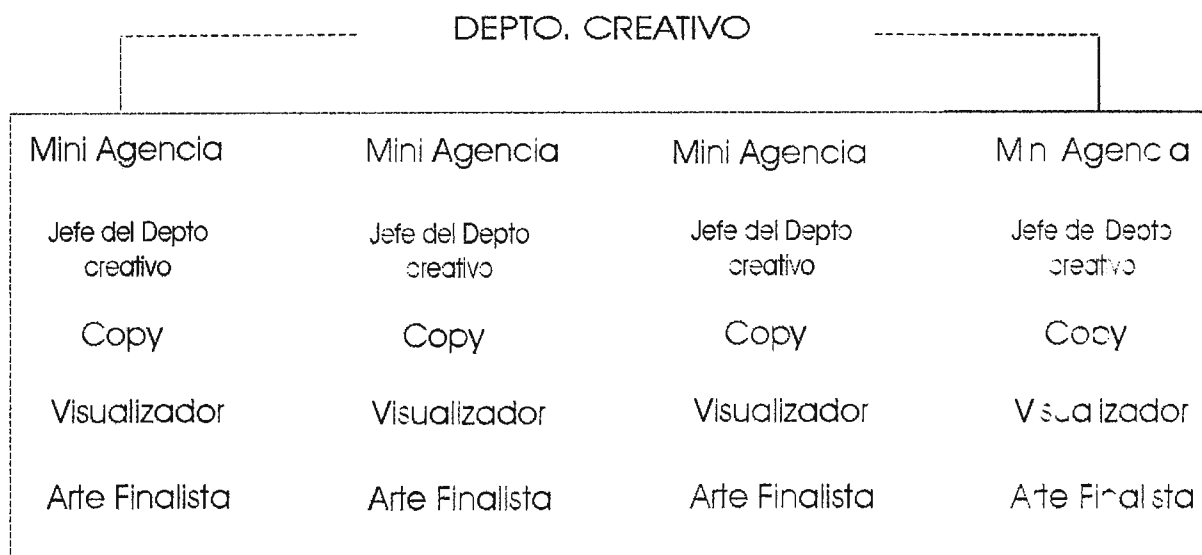 DEPTO. CREATIVO
Mini Agencia Mini Agencia Mini Agencia Mini Agencia
Jefe del Depto Jefe del Depto Jefe del Depto Jefe del Depto
creativo creativo creativo creativo
Copy Copy Copy Copy
Visualizador Visualizador Visualizador Visualizador
Arte Finalista Arte Finalista Arte Finalista Arte Finalista